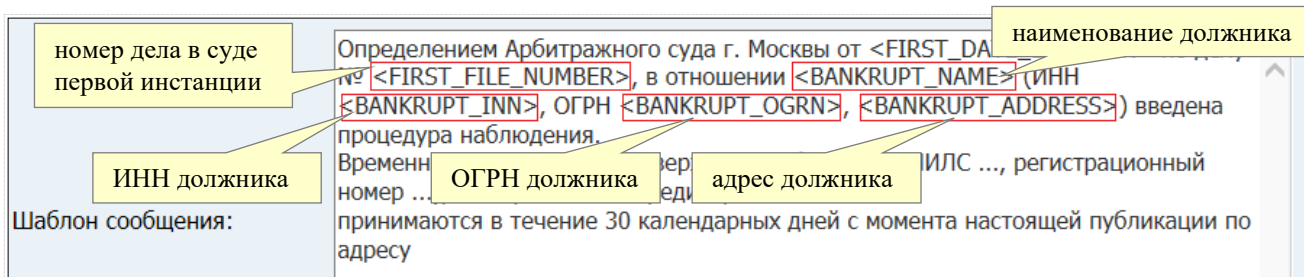 номер дела в суде
первой инстанции
наименование должника
Определением Арбитражного суда г. Москвы от <FIRST_DA
№ <FIRST_FILE_NUMBER>, в отношении <BANKRUPT_NAME> (ИНН
<BANKRUPT_INN>, ОГРН <BANKRUPT_OGRN>, <BANKRUPT_ADDRESS>) введена
процедура наблюдения.
ИНН должника
ОГРН должника
адрес должника
..., регистрационный
номер ...
Шаблон сообщения:
принимаются в течение 30 календарных дней с момента настоящей публикации по
адресу